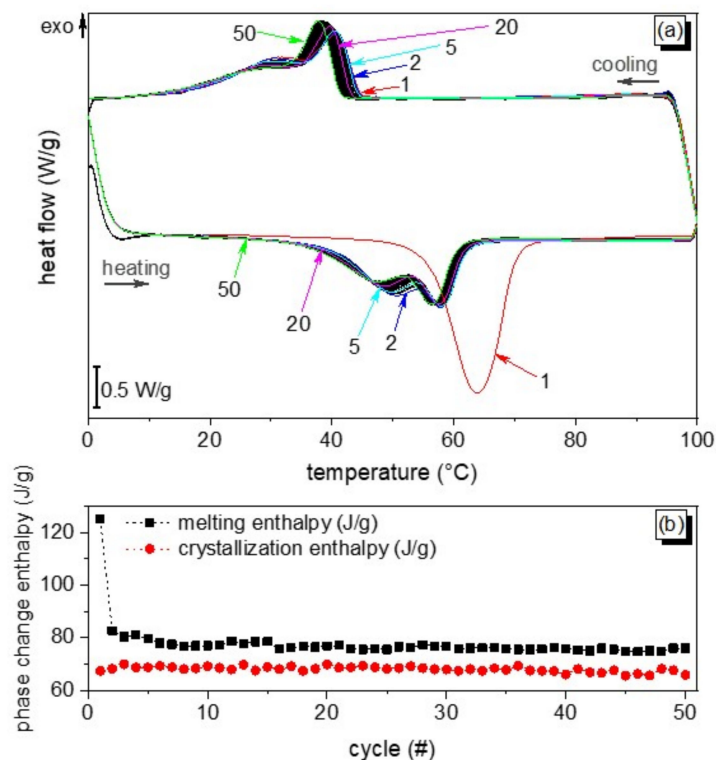 exo
(a)
50
20
5
2
1
cooling
heat flow (W/g)
heating
50
20
5
2
1
0.5 W/g
0 20 40 60 80 100
temperature (°C)
phase change enthalpy (J/g)
(b)
melting enthalpy (J/g)
crystallization enthalpy (J/g)
120
100
80
60
0 10 20 30 40 50
cycle (#)